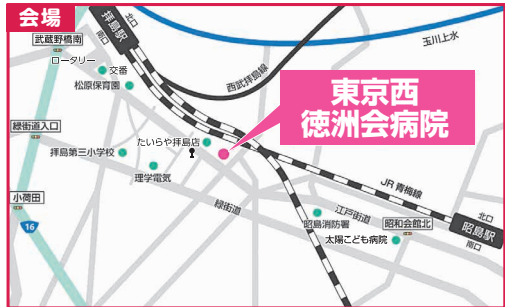 会場
武蔵野橋南
ロータリー
拝島駅
北口
南口
交番
松原保育園
西武拝島線
玉川上水
東京西
徳洲会病院
緑街道入口
拝島第三小学校
たいらや拝島店
理学電気
小荷田
16
緑街道
JR青梅線
江戸街道
昭島消防署
昭和会館北
太陽こども病院
昭島駅
北口
南口